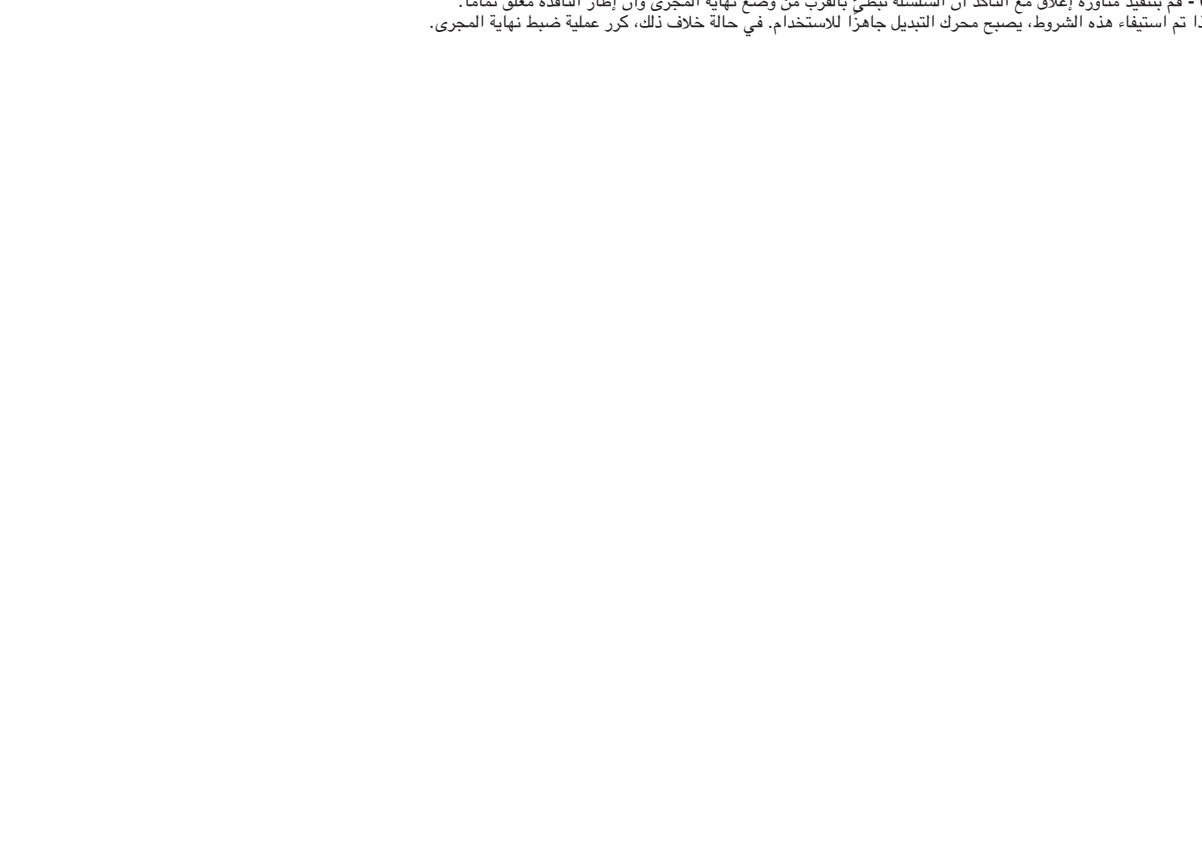 - قم بتنفيذ مناورة إغلاق مع التأكد أن السلسلة تبطئ بالقرب من وضع نهاية المجرى وأن إطار النافذة مغلق تماماً.
ذا تم استيفاء هذه الشروط، يصبح محرك التبديل جاهزًا للاستخدام. في حالة خلاف ذلك، كرر عملية ضبط نهاية المجرى.